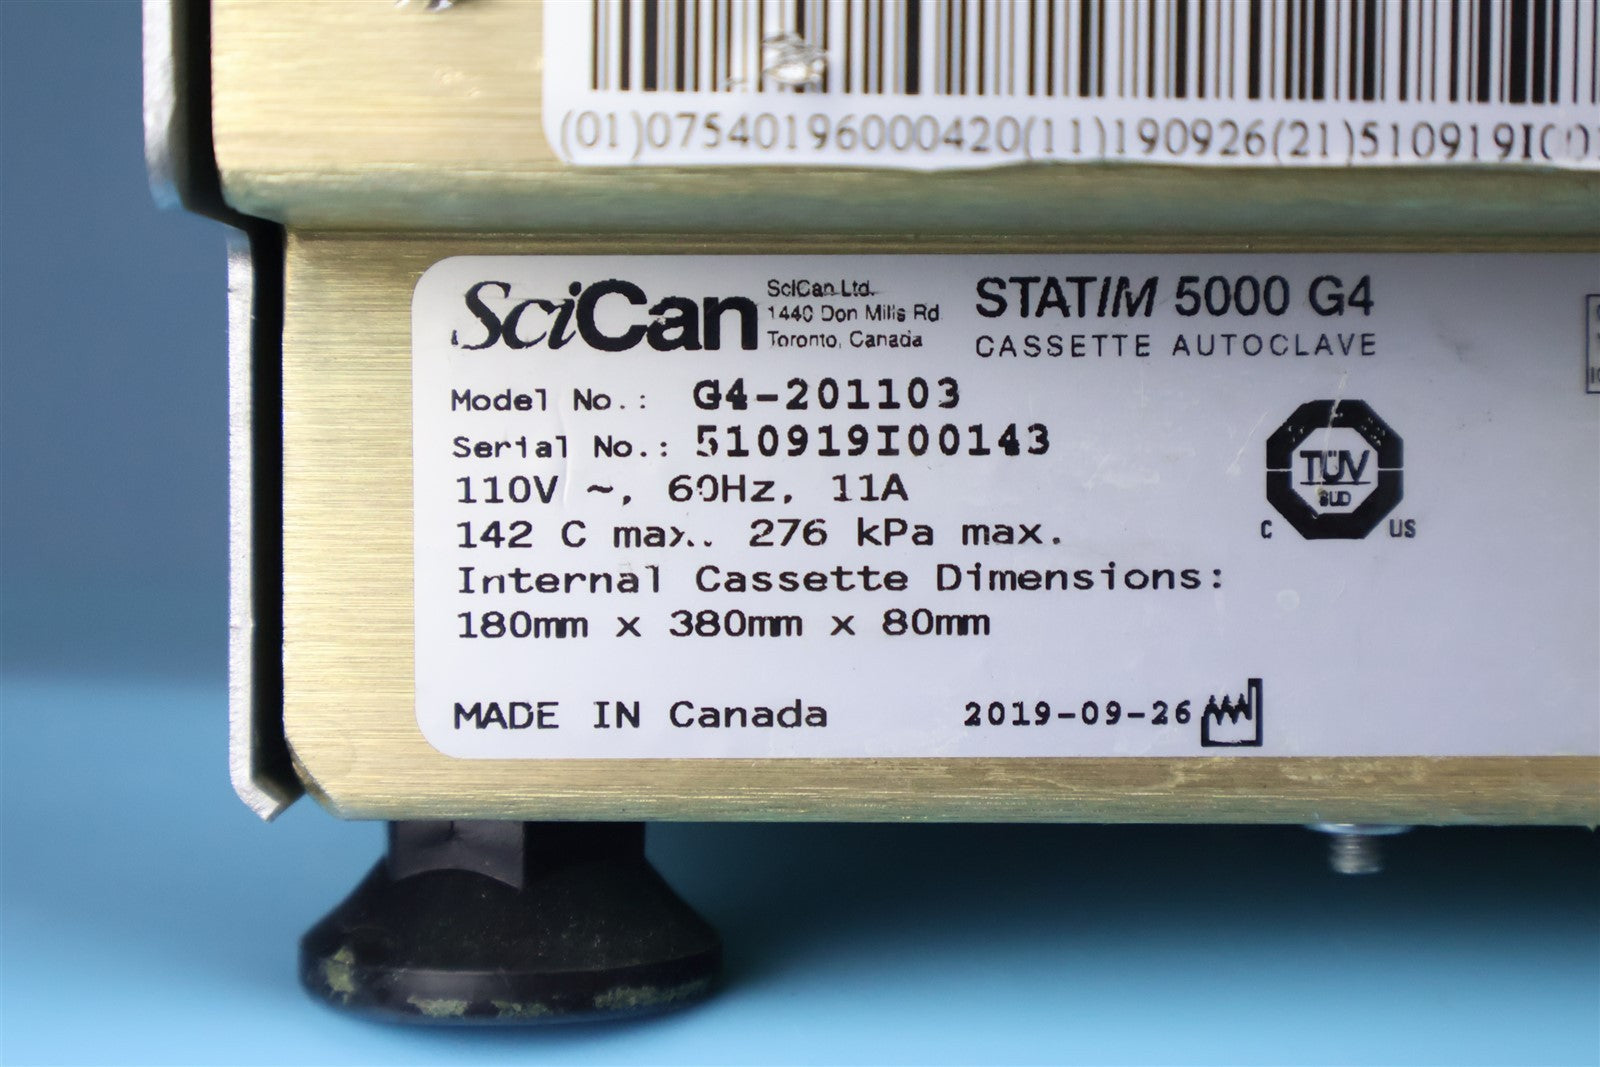 (01)07540196000420(11)190926(21)510919I00
SciCan
SciCan Ltd.
1440 Don Mills Rd
Toronto, Canada
STATIM 5000 G4
CASSETTE AUTOCLAVE
Model No.: G4-201103
Serial No.: 510919I00143
110V ~, 60Hz, 11A
142 C max., 276 kPa max.
Internal Cassette Dimensions:
180mm x 380mm x 80mm
TÜV
SUD
C US
MADE IN Canada
2019-09-26